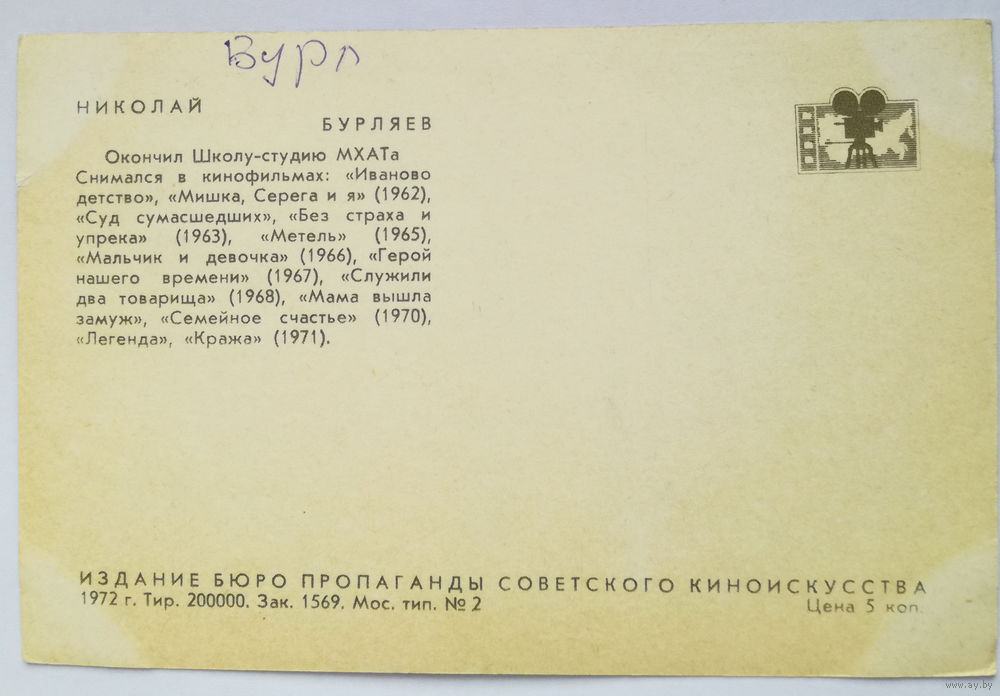 Бурл
НИКОЛАЙ
БУРЛЯЕВ
Окончил Школу-студию МХАТа
Снимался в кинофильмах: «Иваново
детство», «Мишка, Серега и я» (1962),
«Суд сумасшедших», «Без страха и
упрека» (1963), «Метель» (1965),
«Мальчик и девочка» (1966), «Герой
нашего времени» (1967), «Служили
два товарища» (1968), «Мама вышла
замуж», «Семейное счастье» (1970),
«Легенда», «Кража» (1971).
ИЗДАНИЕ БЮРО ПРОПАГАНДЫ СОВЕТСКОГО КИНОИСКУССТВА
1972 г. Тир. 200000. Зак. 1569. Мос. тип. № 2 Цена 5 коп.
www.ay.by